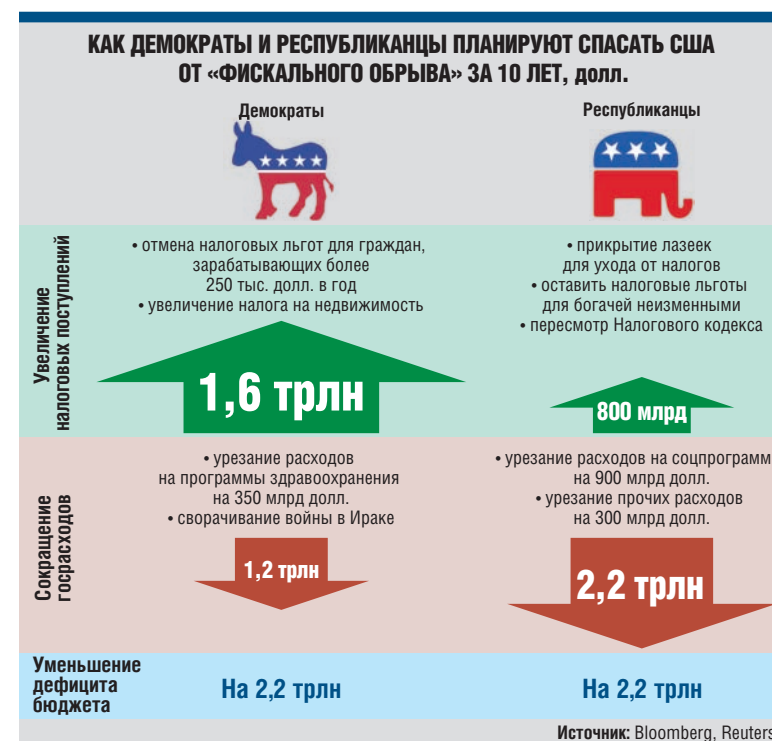 КАК ДЕМОКРАТЫ И РЕСПУБЛИКАНЦЫ ПЛАНИРУЮТ СПАСАТЬ США
ОТ «ФИСКАЛЬНОГО ОБРЫВА» ЗА 10 ЛЕТ, долл.
Демократы
Республиканцы
Увеличение
налоговых поступлений
• отмена налоговых льгот для граждан,
зарабатывающих более
250 тыс. долл. в год
• увеличение налога на недвижимость
1,6 трлн
• прикрытие лазеек
для ухода от налогов
• оставить налоговые льготы
для богачей неизменными
• пересмотр Налогового кодекса
800 млрд
Сокращение
госрасходов
• урезание расходов
на программы здравоохранения
на 350 млрд долл.
• сворачивание войны в Ираке
1,2 трлн
• урезание расходов на соцпрограмм
на 900 млрд долл.
• урезание прочих расходов
на 300 млрд долл.
2,2 трлн
Уменьшение
дефицита
бюджета
На 2,2 трлн
На 2,2 трлн
Источник: Bloomberg, Reuters